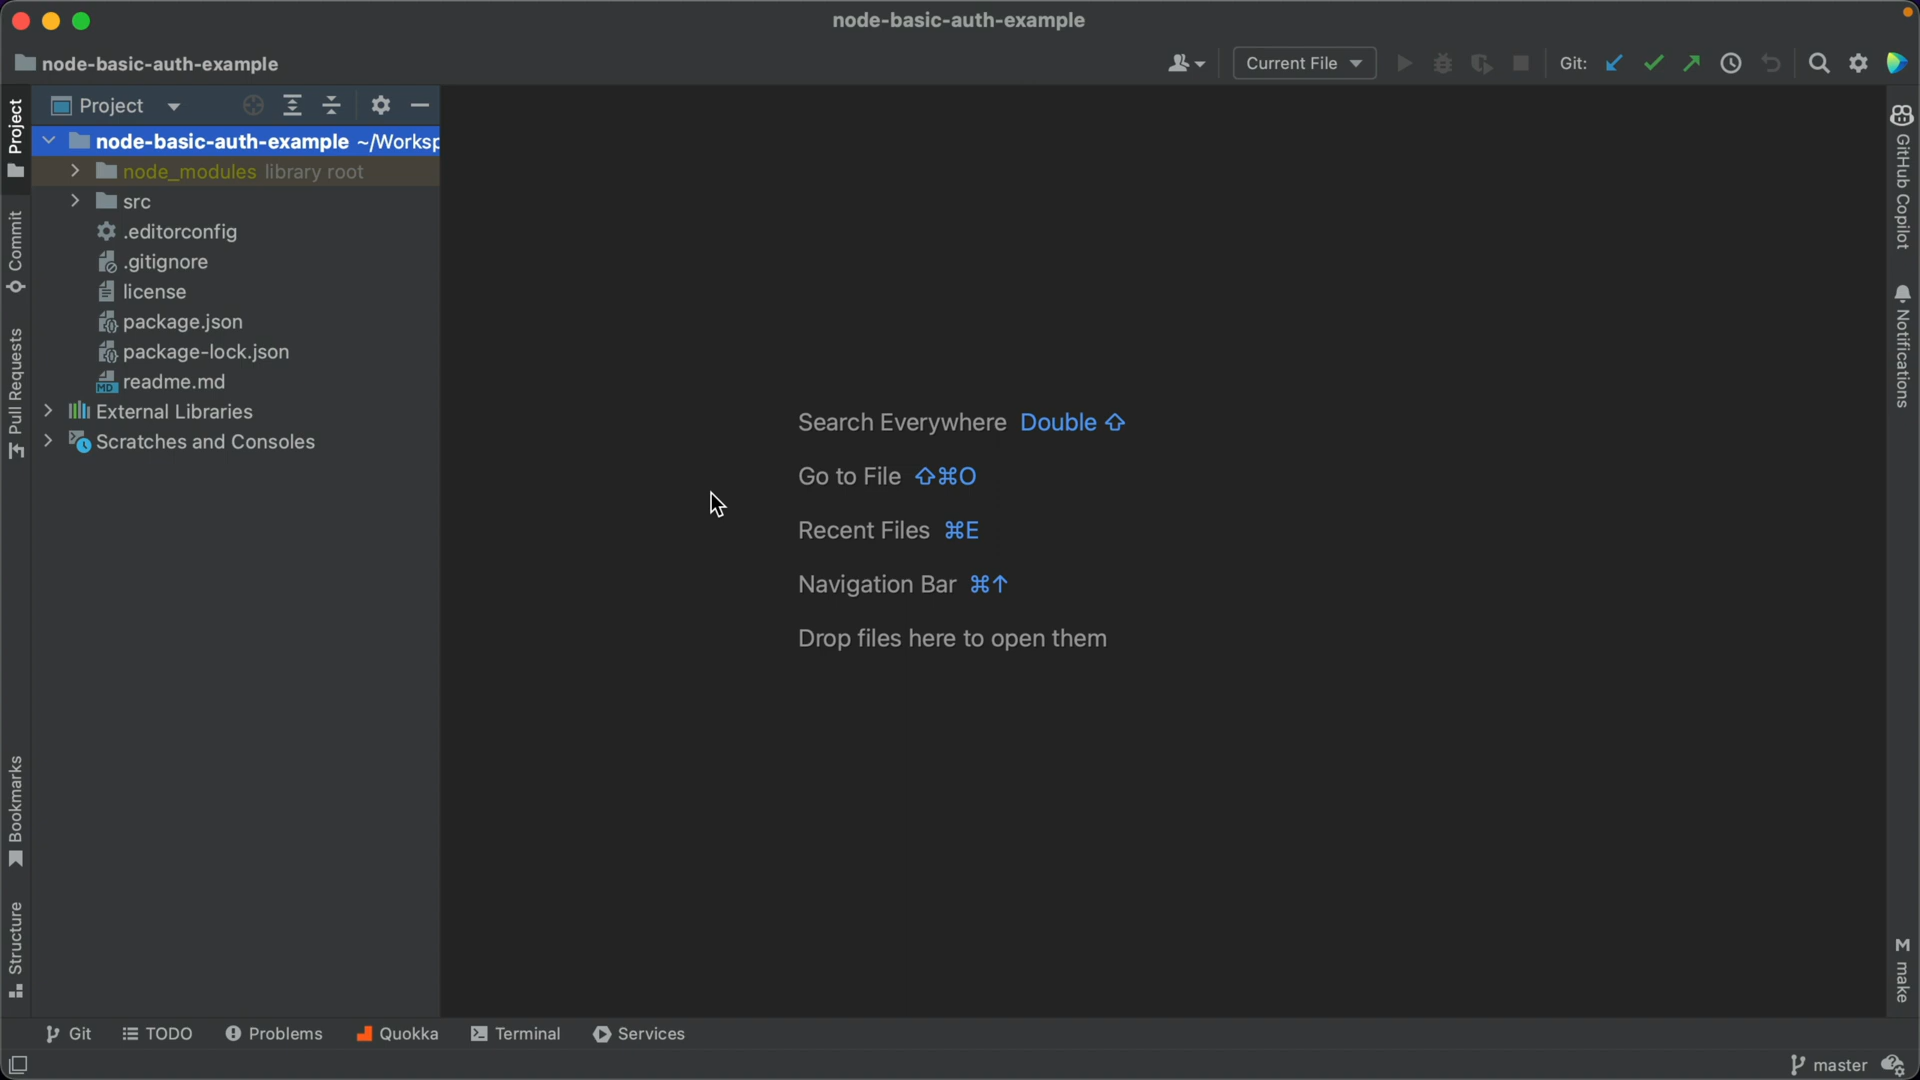 node-basic-auth-example
node-basic-auth-example
Current File
Git:
Project
node-basic-auth-example ~/Worksp
node_modules library root
src
.editorconfig
.gitignore
license
package.json
package-lock.json
readme.md
External Libraries
Scratches and Consoles
Project
Commit
Pull Requests
Bookmarks
Structure
Search Everywhere Double ⇧
Go to File ⇧⌘O
Recent Files ⌘E
Navigation Bar ⌘↑
Drop files here to open them
GitHub Copilot
Notifications
M make
Git
TODO
Problems
Quokka
Terminal
Services
master